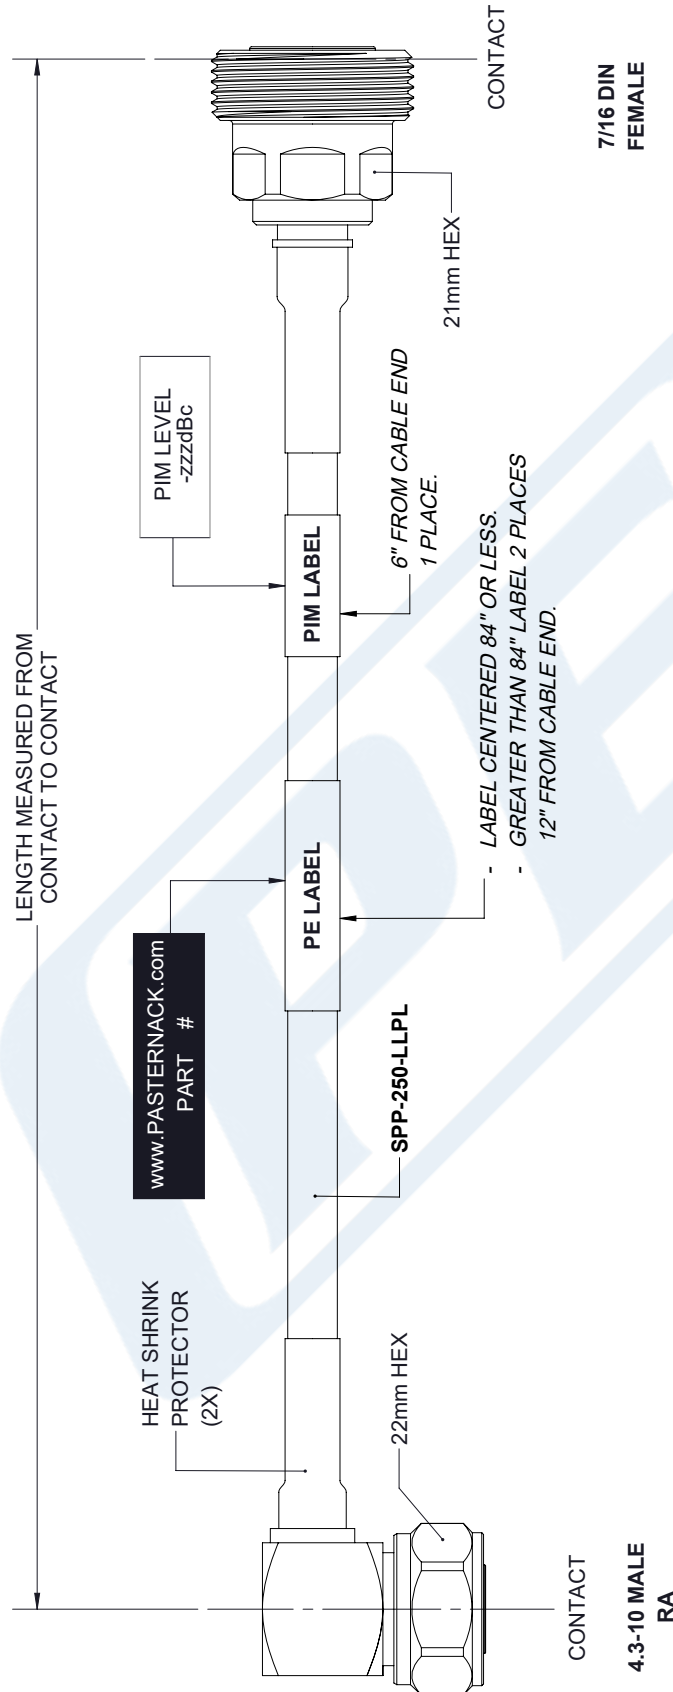 LENGTH MEASURED FROM
CONTACT TO CONTACT
www.PASTERNACK.com
PART #
PIM LEVEL
-zzzdBc
HEAT SHRINK
PROTECTOR
(2X)
PE LABEL
PIM LABEL
22mm HEX
SPP-250-LLPL
- LABEL CENTERED 84" OR LESS.
- GREATER THAN 84" LABEL 2 PLACES
12" FROM CABLE END.
6" FROM CABLE END
1 PLACE.
21mm HEX
CONTACT
CONTACT
4.3-10 MALE
RA
7/16 DIN
FEMALE
PE